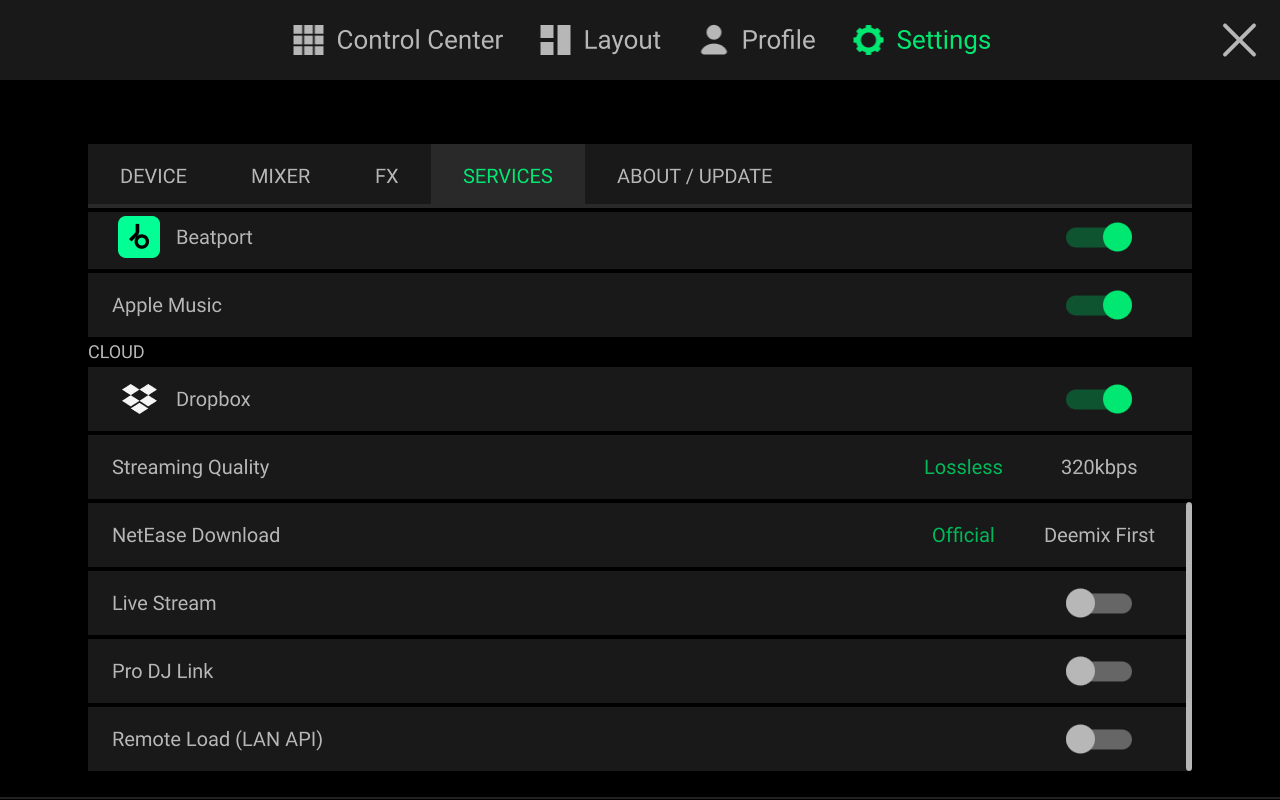 Control Center Layout Profile Settings
DEVICE MIXER FX SERVICES ABOUT / UPDATE
Beatport
Apple Music
CLOUD
Dropbox
Streaming Quality Lossless 320kbps
NetEase Download Official Deemix First
Live Stream
Pro DJ Link
Remote Load (LAN API)